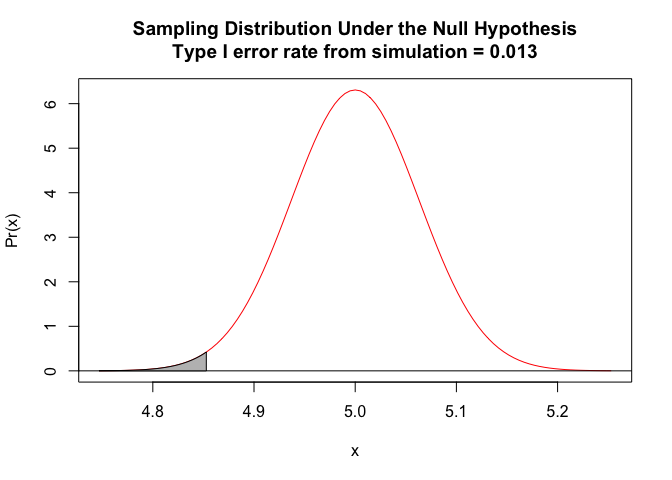 Sampling Distribution Under the Null Hypothesis
Type I error rate from simulation = 0.013
Pr(x)
6
5
4
3
2
1
0
4.8 4.9 5.0 5.1 5.2
x